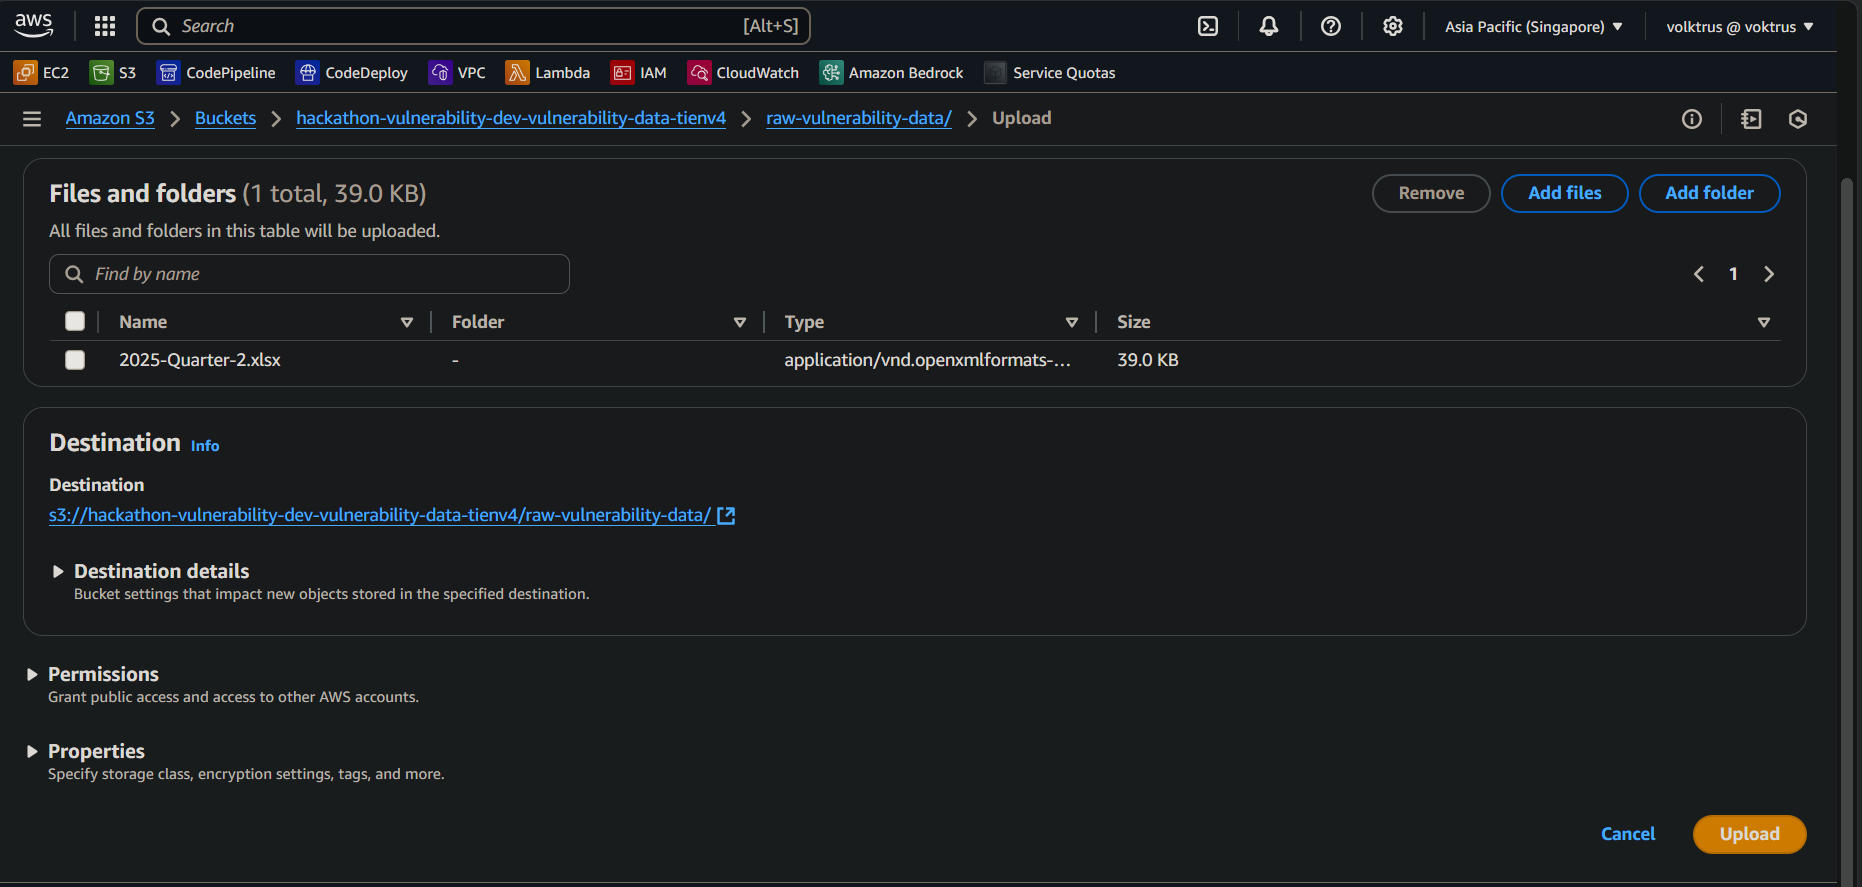 aws
Search [Alt+S]
Asia Pacific (Singapore)
volktrus @ voktrus
EC2 S3 CodePipeline CodeDeploy VPC Lambda IAM CloudWatch Amazon Bedrock Service Quotas
Amazon S3 > Buckets > hackathon-vulnerability-dev-vulnerability-data-tienv4 > raw-vulnerability-data/ > Upload
Files and folders (1 total, 39.0 KB)
Remove
Add files
Add folder
All files and folders in this table will be uploaded.
Find by name
1
Name Folder Type Size
2025-Quarter-2.xlsx - application/vnd.openxmlformats-... 39.0 KB
Destination Info
Destination
s3://hackathon-vulnerability-dev-vulnerability-data-tienv4/raw-vulnerability-data/
Destination details
Bucket settings that impact new objects stored in the specified destination.
Permissions
Grant public access and access to other AWS accounts.
Properties
Specify storage class, encryption settings, tags, and more.
Cancel
Upload